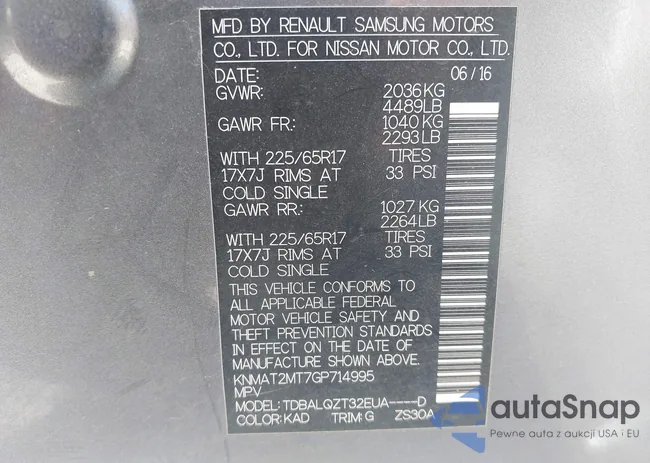 MFD BY RENAULT SAMSUNG MOTORS
CO., LTD. FOR NISSAN MOTOR CO., LTD.
DATE: 06/16
GVWR: 2036KG
4489LB
GAWR FR: 1040KG
2293LB
WITH 225/65R17 TIRES
17X7J RIMS AT 33 PSI
COLD SINGLE
GAWR RR: 1027 KG
2264LB
WITH 225/65R17 TIRES
17X7J RIMS AT 33 PSI
COLD SINGLE
THIS VEHICLE CONFORMS TO
ALL APPLICABLE FEDERAL
MOTOR VEHICLE SAFETY AND
THEFT PREVENTION STANDARDS
IN EFFECT ON THE DATE OF
MANUFACTURE SHOWN ABOVE.
KNMAT2MT7GP714995
MPV
MODEL: TDBALQZT32EUA----D
COLOR: KAD TRIM: G ZS30A
autaSnap
Pewne auta z aukcji USA i EU